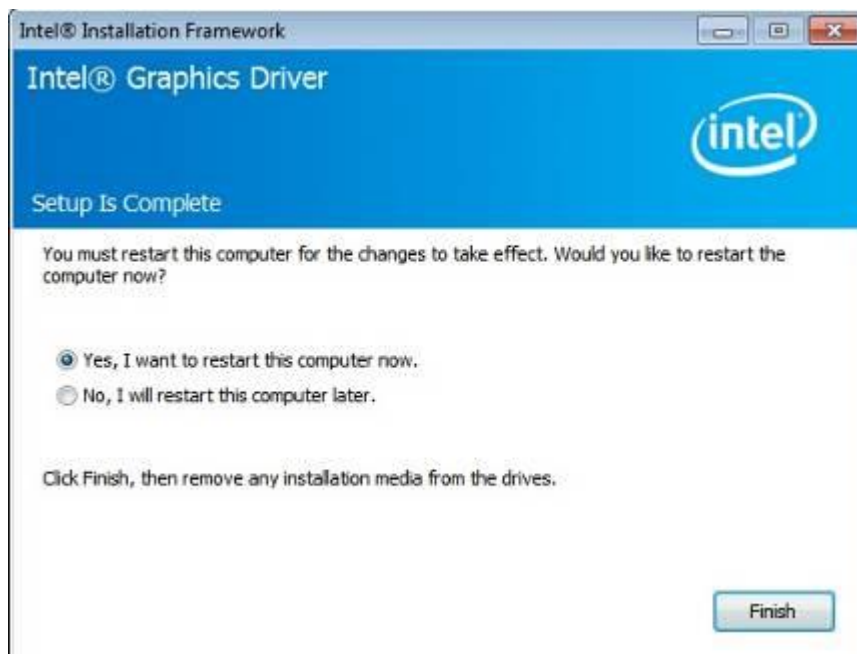 Intel® Installation Framework
Intel® Graphics Driver
intel
Setup Is Complete
You must restart this computer for the changes to take effect. Would you like to restart the
computer now?
Yes, I want to restart this computer now.
No, I will restart this computer later.
Click Finish, then remove any installation media from the drives.
Finish